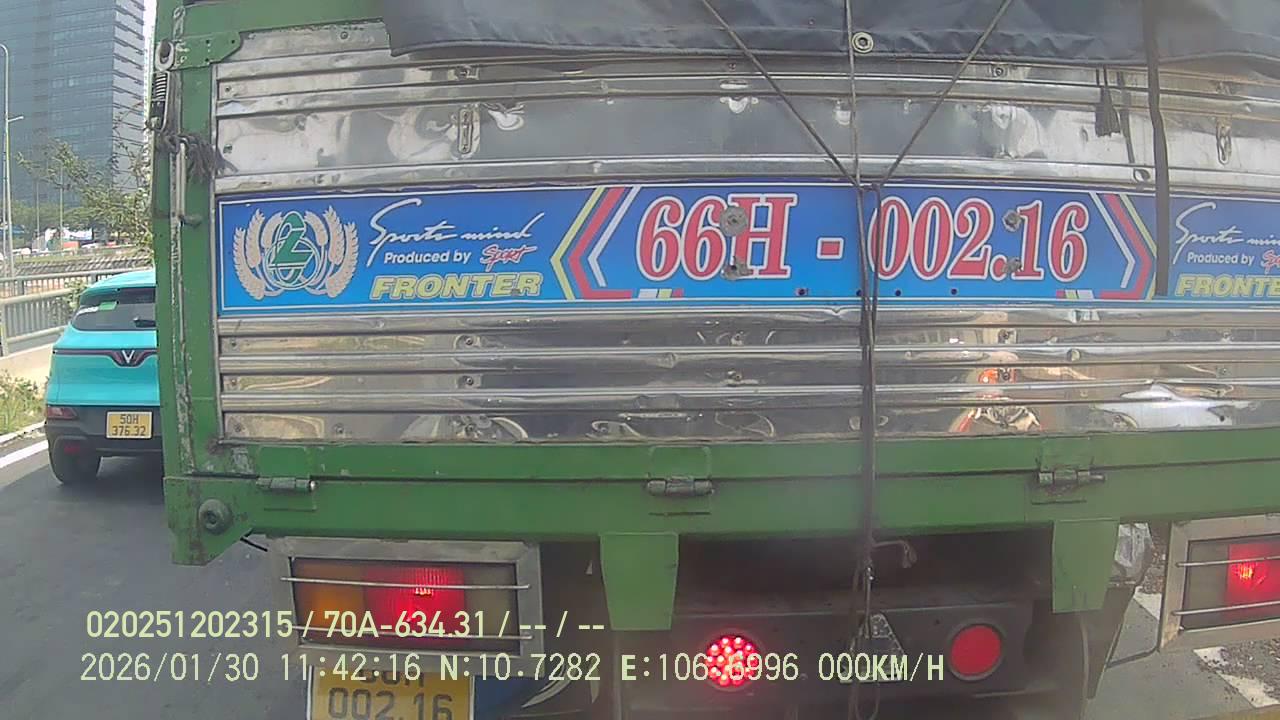 Sports mind
Produced by Sport
FRONTER
66H - 002.16
Sports mind
Produced by
FRONTE
50H
376.32
020251202315 / 70A-634.31 / -- / --
2026/01/30 11:42:16 N:10.7282 E:106.6996 000KM/H
002.16